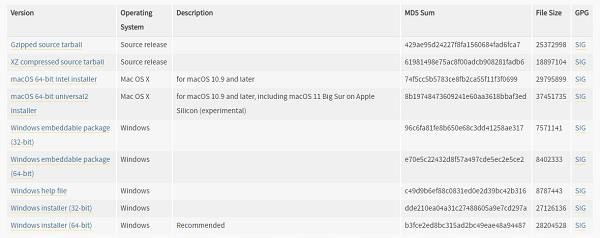 Version Operating System Description MD5 Sum File Size GPG
Gzipped source tarball Source release 429ae95d24227f8fa1560684fad6fca7 25372998 SIG
XZ compressed source tarball Source release 61981498e75ac8f00adcb908281fadb6 18897104 SIG
macOS 64-bit Intel installer Mac OS X for macOS 10.9 and later 74f5cc5b5783ce8fb2ca55f11f3f0699 29795899 SIG
macOS 64-bit universal2 installer Mac OS X for macOS 10.9 and later, including macOS 11 Big Sur on Apple Silicon (experimental) 8b19748473609241e60aa3618bbaf3ed 37451735 SIG
Windows embeddable package (32-bit) Windows 96c6fa81fe8b650e68c3dd41258ae317 7571141 SIG
Windows embeddable package (64-bit) Windows e70e5c22432d8f57a497cde5ec2e5ce2 8402333 SIG
Windows help file Windows c49d9b6ef88c0831ed0e2d39bc42b316 8787443 SIG
Windows installer (32-bit) Windows dde210ea04a31c27488605a9e7cd297a 27126136 SIG
Windows installer (64-bit) Windows Recommended b3fce2ed8bc315ad2bc49eae48a94487 28204528 SIG